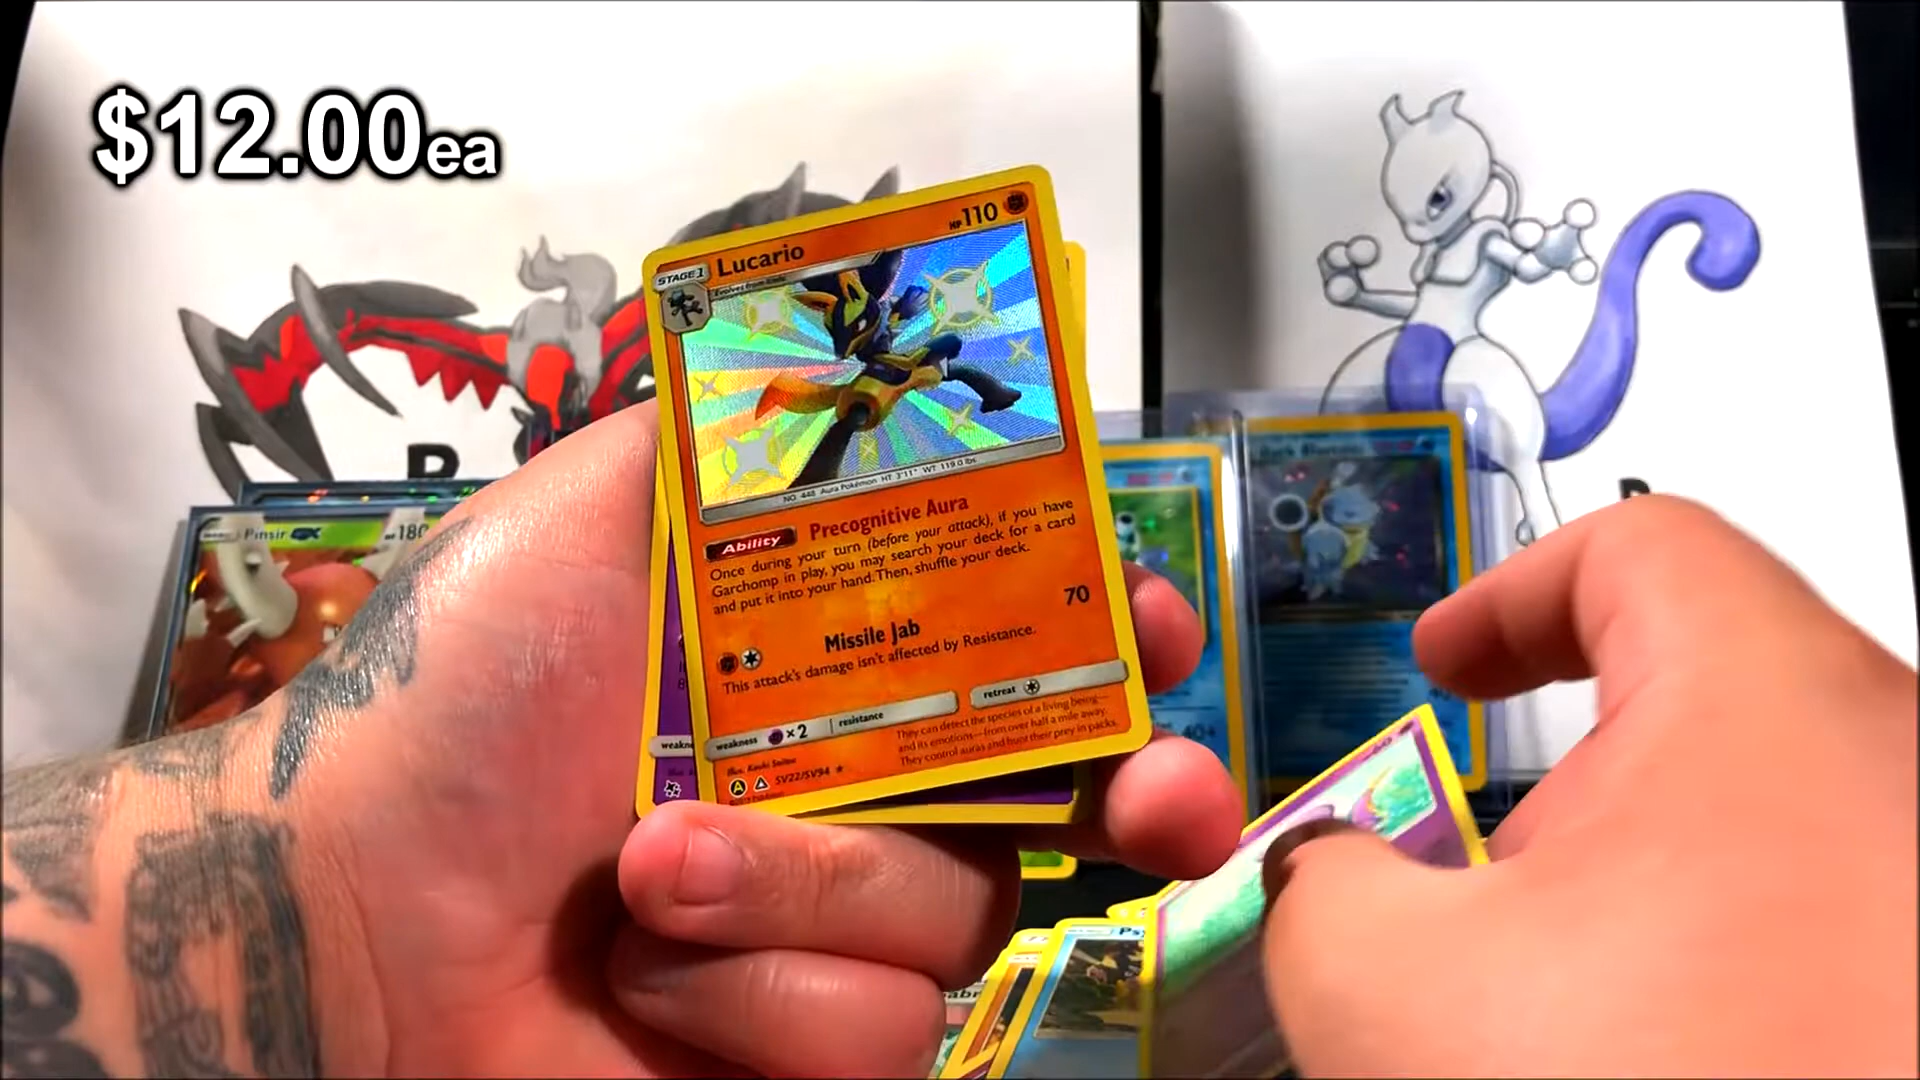 $12.00ea
STAGE 1
Lucario
HP 110
Evolves from Riolu
NO. 448 Aura Pokémon HT 3'11" WT 119.0 lbs
Ability Precognitive Aura
Once during your turn (before your attack), if you have
Garchomp in play, you may search your deck for a card
and put it into your hand. Then, shuffle your deck.
Missile Jab
70
This attack's damage isn't affected by Resistance.
weakness ×2
resistance
retreat
They can detect the species of a living being—
and its emotions—from over half a mile away.
They control auras and hunt their prey in packs.
Illus. Kouki Saitou
A SV22/SV94
Pinsir GX
180
Dark Blastoise
40+
weakn
Psy